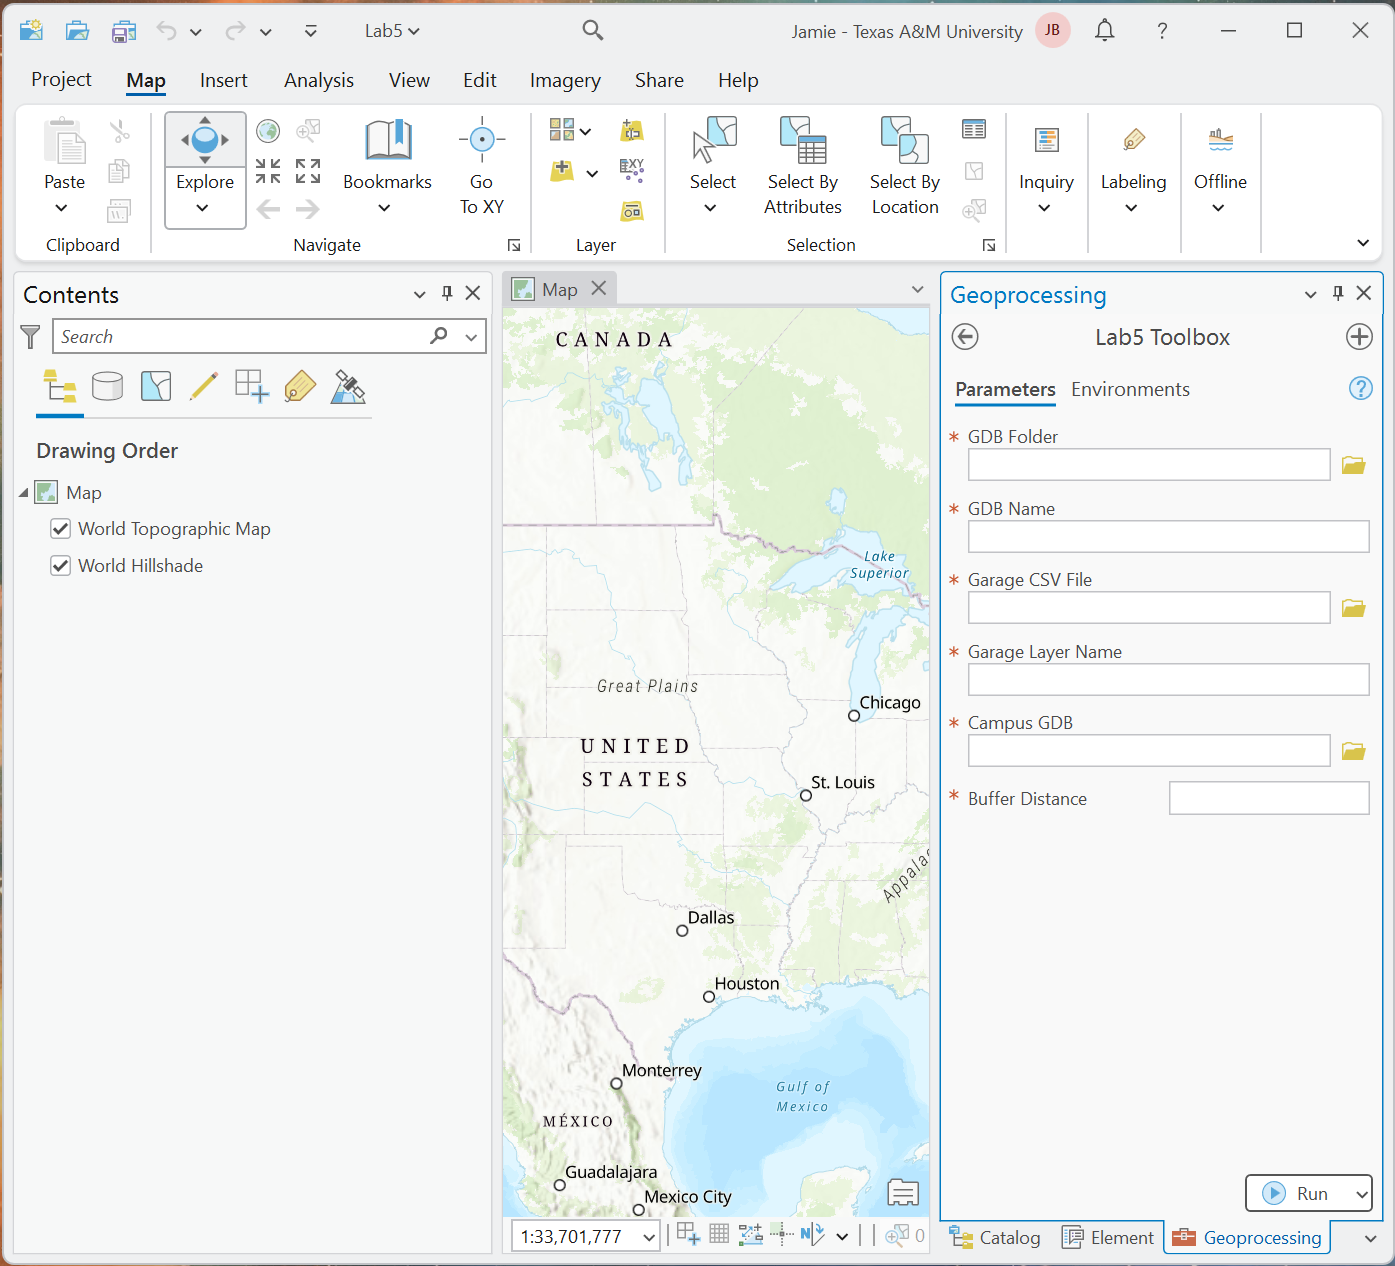 Lab5
Jamie - Texas A&M University
JB
?
Project
Map
Insert
Analysis
View
Edit
Imagery
Share
Help
Paste
Clipboard
Explore
Bookmarks
Go
To XY
Navigate
XY
Layer
Select
Select By
Attributes
Select By
Location
Selection
Inquiry
Labeling
Offline
Contents
Search
Drawing Order
Map
World Topographic Map
World Hillshade
Map
CANADA
Lake
Superior
Great Plains
Chicago
UNITED
STATES
St. Louis
Dallas
Houston
Monterrey
Gulf of
Mexico
MÉXICO
Guadalajara
Mexico City
1:33,701,777
N
0
Geoprocessing
Lab5 Toolbox
Parameters
Environments
?
* GDB Folder
* GDB Name
* Garage CSV File
* Garage Layer Name
* Campus GDB
* Buffer Distance
Run
Catalog
Element
Geoprocessing